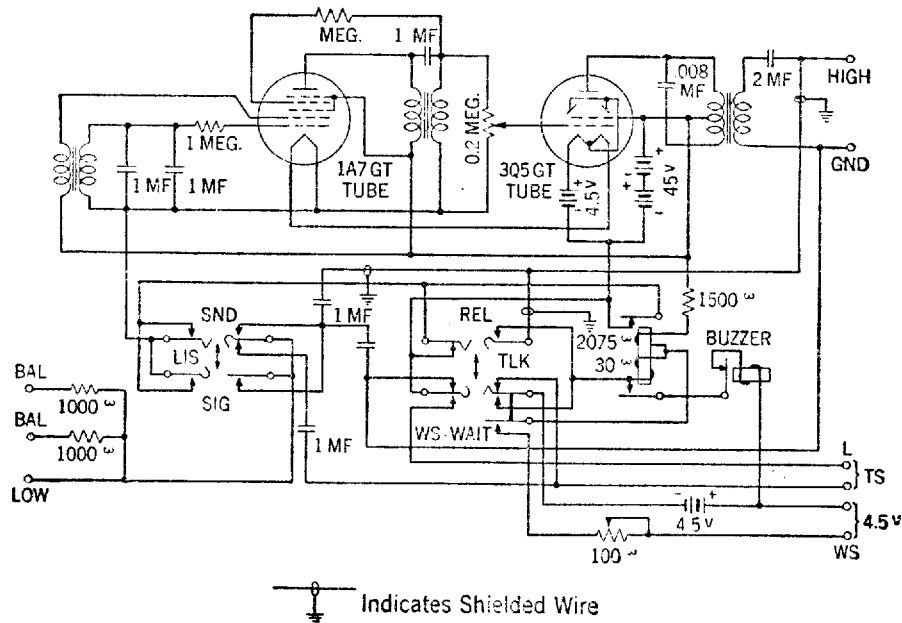 MEG.
1 MF
.008
MF
2 MF
HIGH
1 MEG.
0.2 MEG.
1 MF
1 MF
1A7GT
TUBE
3Q5GT
TUBE
4.5V
45V
GND
1500 ω
1 MF
SND
LIS
SIG
REL
TLK
WS-WAIT
2075
ω
30
ω
BUZZER
BAL
1000 ω
BAL
1000 ω
LOW
1 MF
L
TS
- +
4.5 V
4.5 V
WS
100 ω
Indicates Shielded Wire